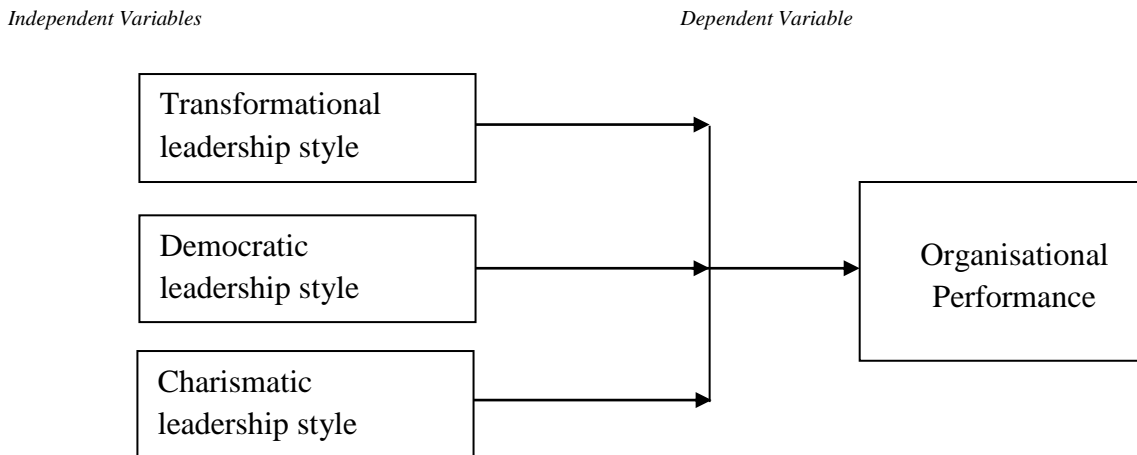 Independent Variables
Dependent Variable
Transformational
leadership style
Democratic
leadership style
Charismatic
leadership style
Organisational
Performance